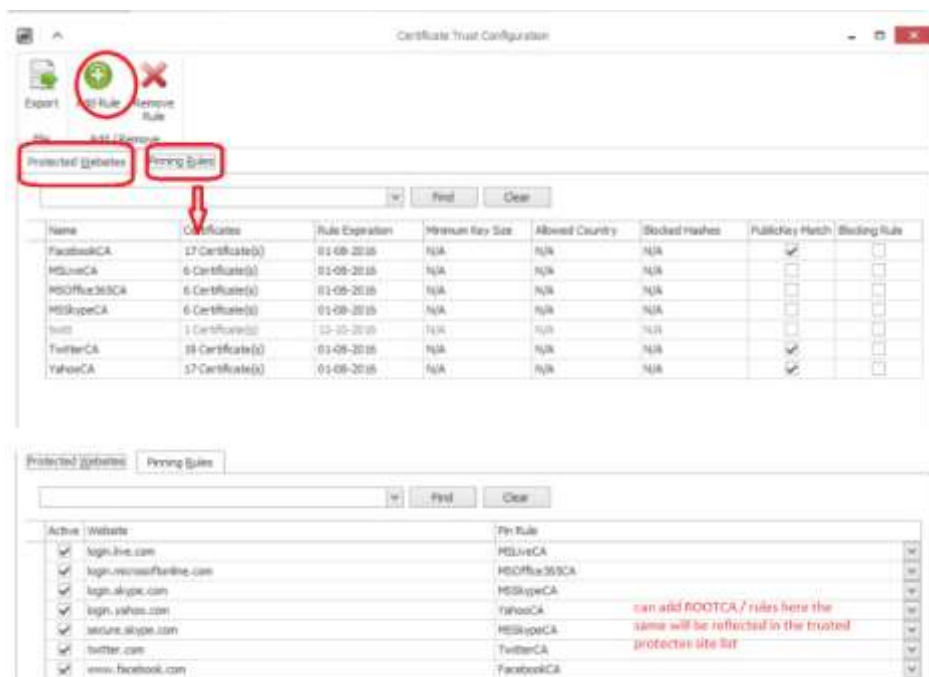 Certificate Trust Configuration
Export Add Rule Remove Rule
File Add / Remove
Protected Websites Pinning Rules
Find Clear
Name Certificates Rule Expiration Minimum Key Size Allowed Country Blocked Hashes PublicKey Match Blocking Rule
FacebookCA 17 Certificate(s) 01-08-2016 N/A N/A N/A
MSLiveCA 6 Certificate(s) 01-08-2016 N/A N/A N/A
MSOffice365CA 6 Certificate(s) 01-08-2016 N/A N/A N/A
MSSkypeCA 6 Certificate(s) 01-08-2016 N/A N/A N/A
twitt 1 Certificate(s) N/A N/A N/A
TwitterCA Certificate(s) 01-08-2016 N/A N/A N/A
YahooCA 17 Certificate(s) 01-08-2016 N/A N/A N/A
Protected Websites Pinning Rules
Find Clear
Active Website Pin Rule
login.live.com MSLiveCA
login.microsoftonline.com MSOffice365CA
login.skype.com MSSkypeCA
login.yahoo.com YahooCA can add ROOTCA / rules here the
secure.skype.com MSSkypeCA same will be reflected in the trusted
twitter.com TwitterCA protectes site list
www.facebook.com FacebookCA